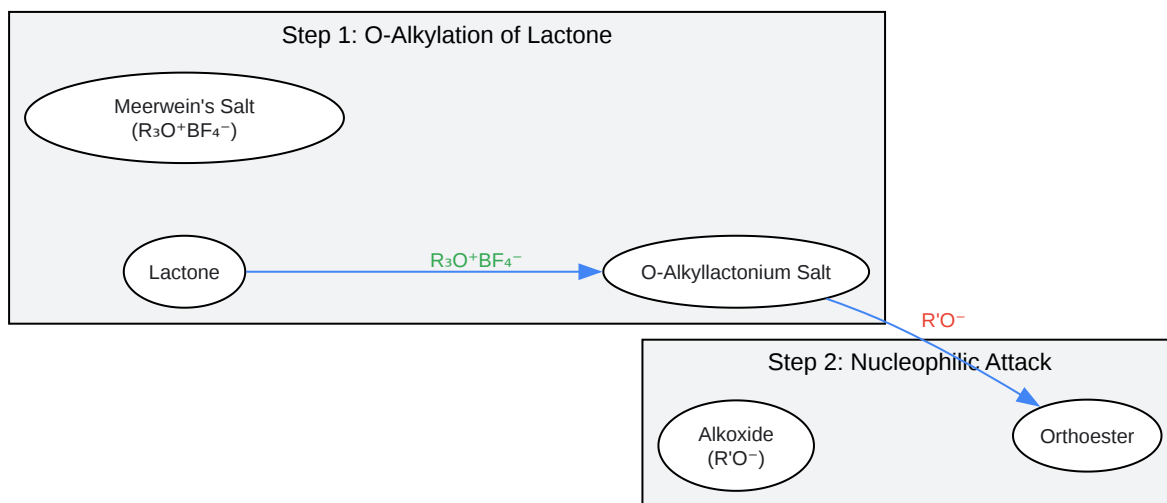 Step 1: O-Alkylation of Lactone
Meerwein's Salt
(R₃O⁺BF₄⁻)
Lactone
R₃O⁺BF₄⁻
O-Alkyllactonium Salt
R'O⁻
Step 2: Nucleophilic Attack
Alkoxide
(R'O⁻)
Orthoester